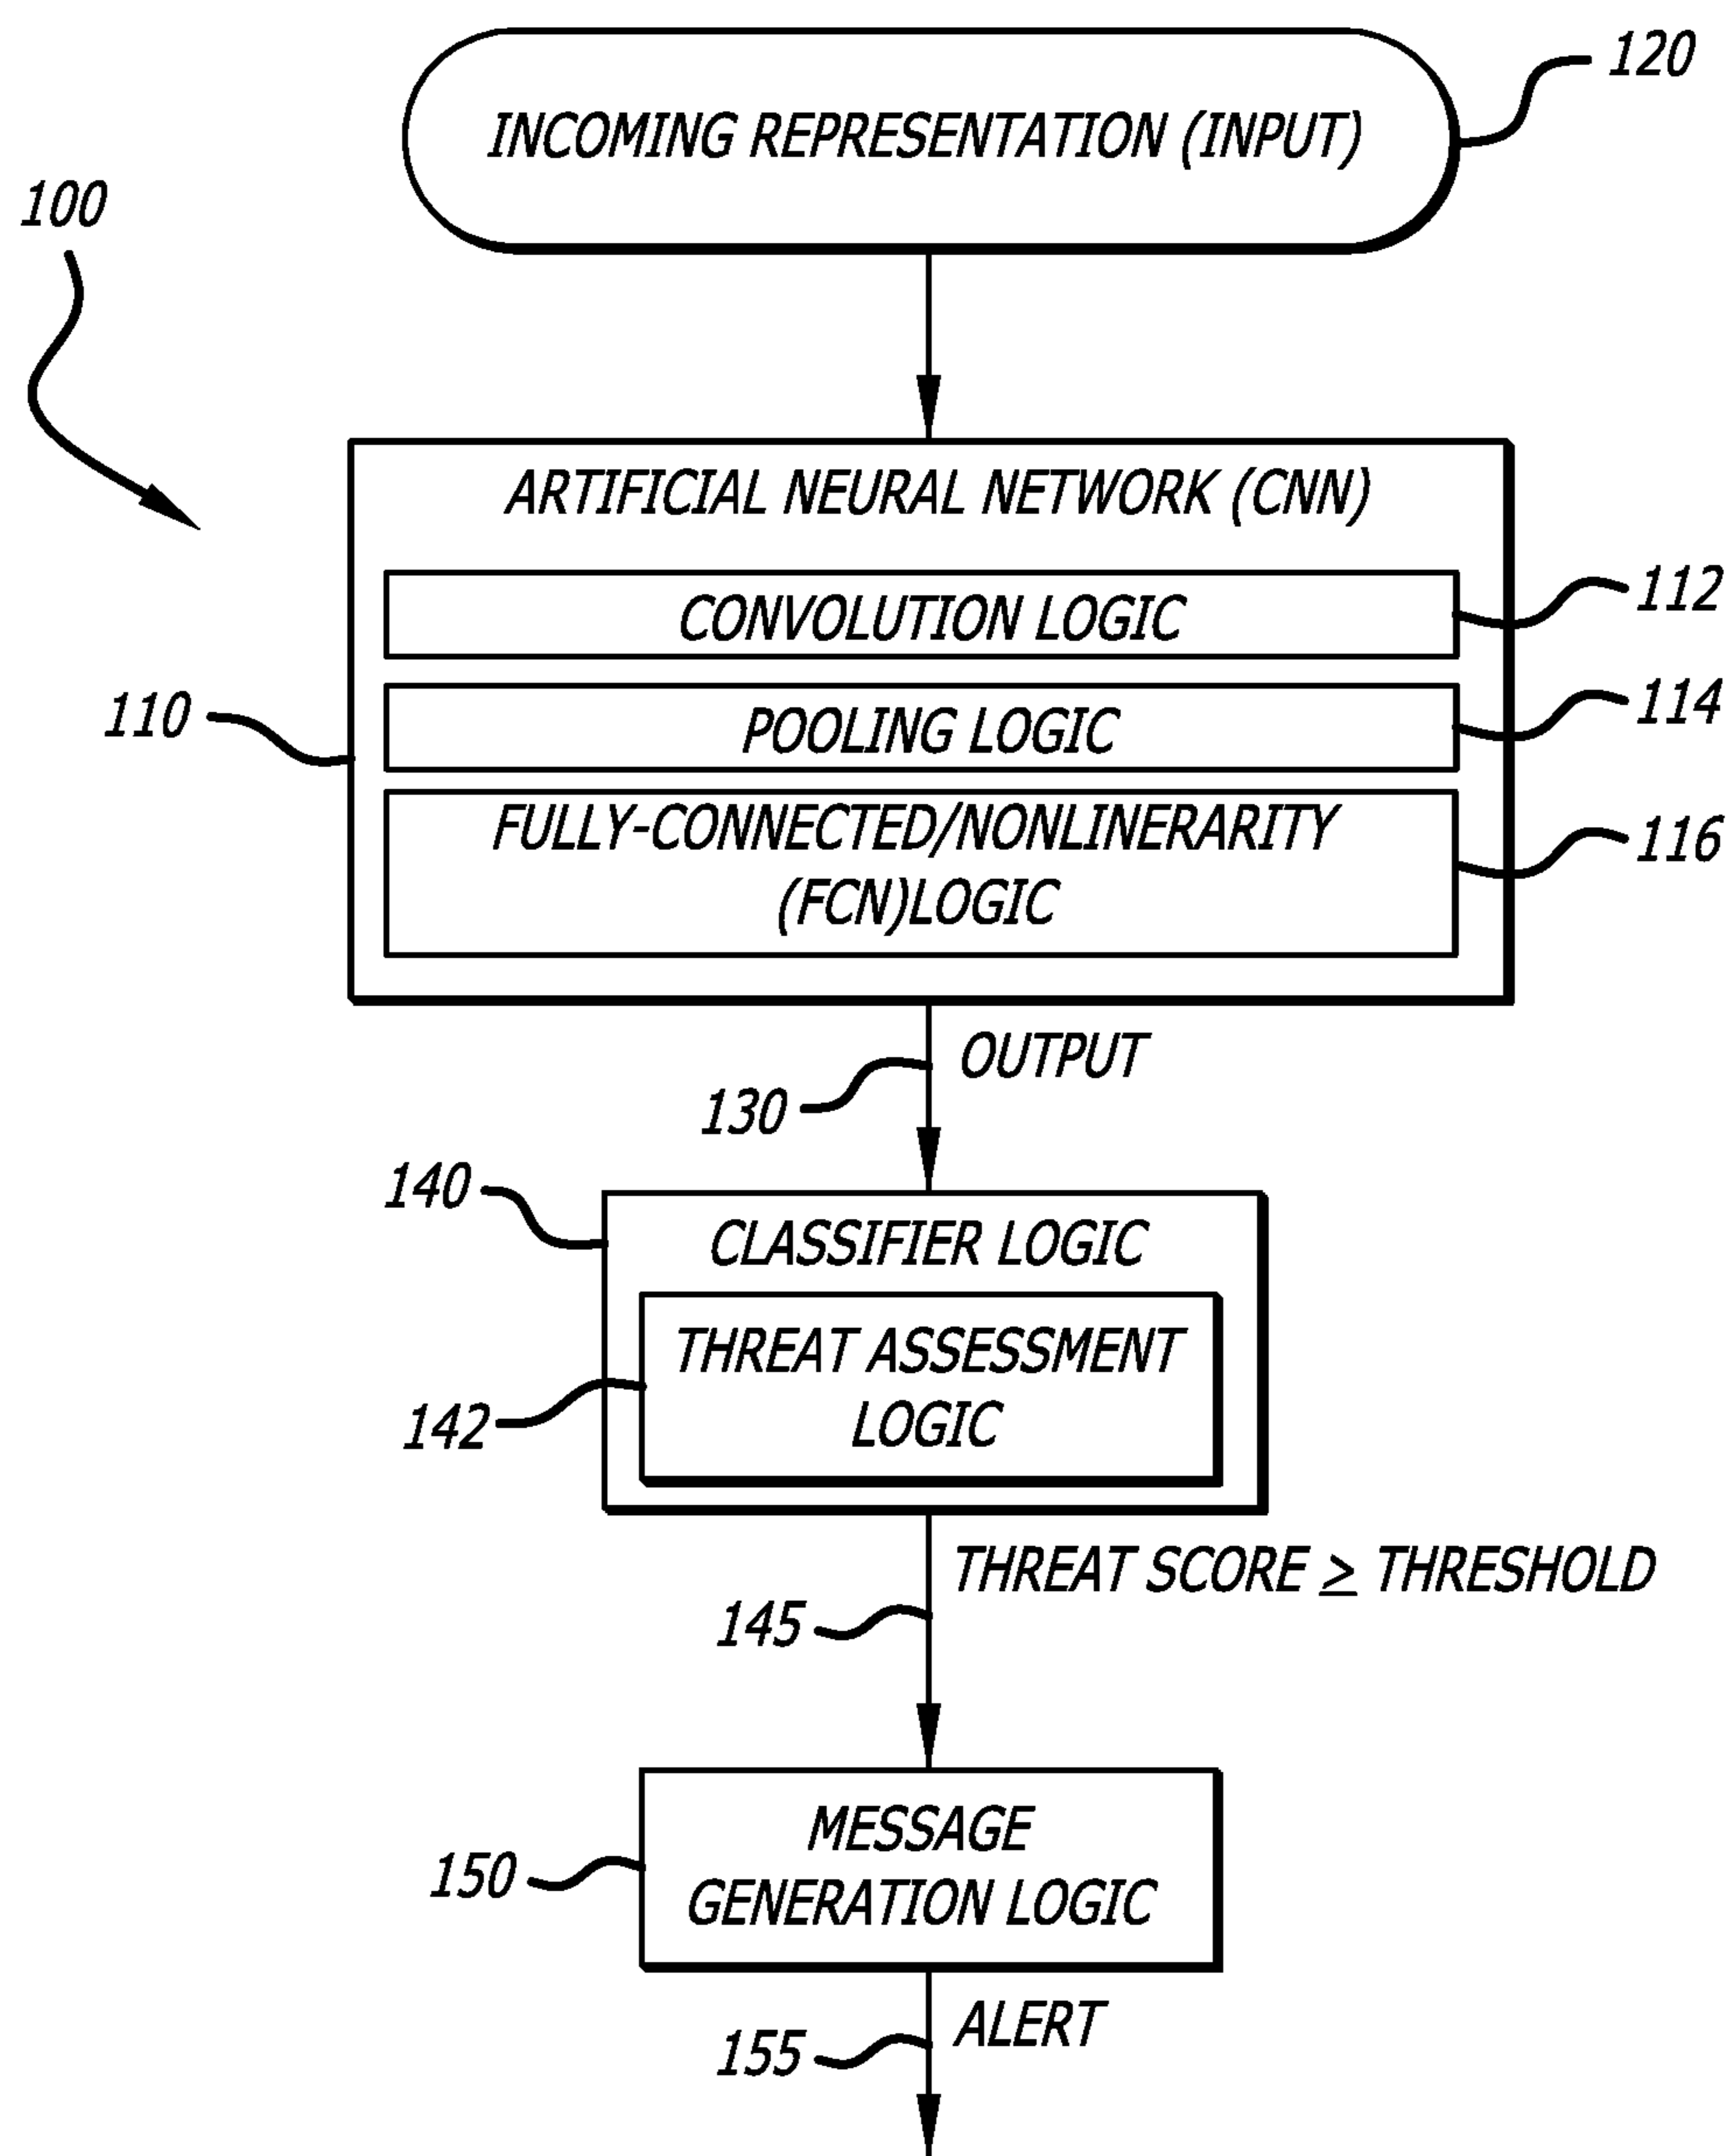 INCOMING REPRESENTATION (INPUT)
120
100
ARTIFICIAL NEURAL NETWORK (CNN)
CONVOLUTION LOGIC
112
110
POOLING LOGIC
114
FULLY-CONNECTED/NONLINERARITY
(FCN)LOGIC
116
OUTPUT
130
140
CLASSIFIER LOGIC
THREAT ASSESSMENT
LOGIC
142
THREAT SCORE ≥ THRESHOLD
145
MESSAGE
GENERATION LOGIC
150
ALERT
155